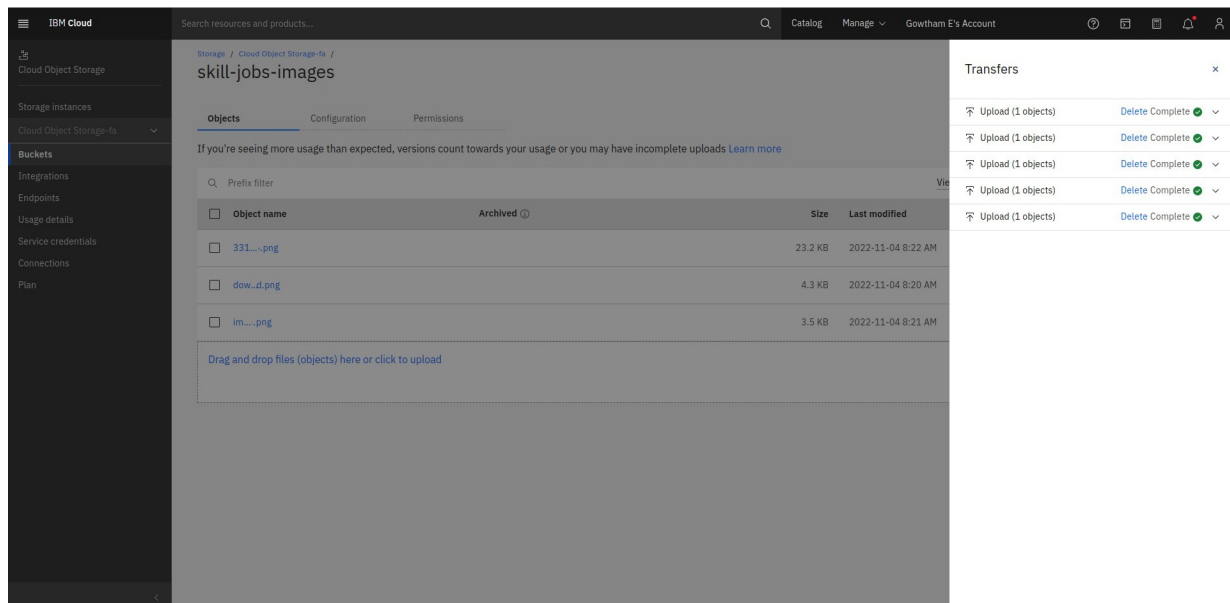 IBM Cloud
Search resources and products...
Catalog
Manage
Gowtham E's Account
Cloud Object Storage
Storage instances
Cloud Object Storage-fa
Buckets
Integrations
Endpoints
Usage details
Service credentials
Connections
Plan
Storage / Cloud Object Storage-fa /
skill-jobs-images
Objects
Configuration
Permissions
If you're seeing more usage than expected, versions count towards your usage or you may have incomplete uploads Learn more
Prefix filter
Vie
Object name
Archived
Size
Last modified
331...-.png
23.2 KB
2022-11-04 8:22 AM
dow...d.png
4.3 KB
2022-11-04 8:20 AM
im.....png
3.5 KB
2022-11-04 8:21 AM
Drag and drop files (objects) here or click to upload
Transfers
Upload (1 objects) Delete Complete
Upload (1 objects) Delete Complete
Upload (1 objects) Delete Complete
Upload (1 objects) Delete Complete
Upload (1 objects) Delete Complete